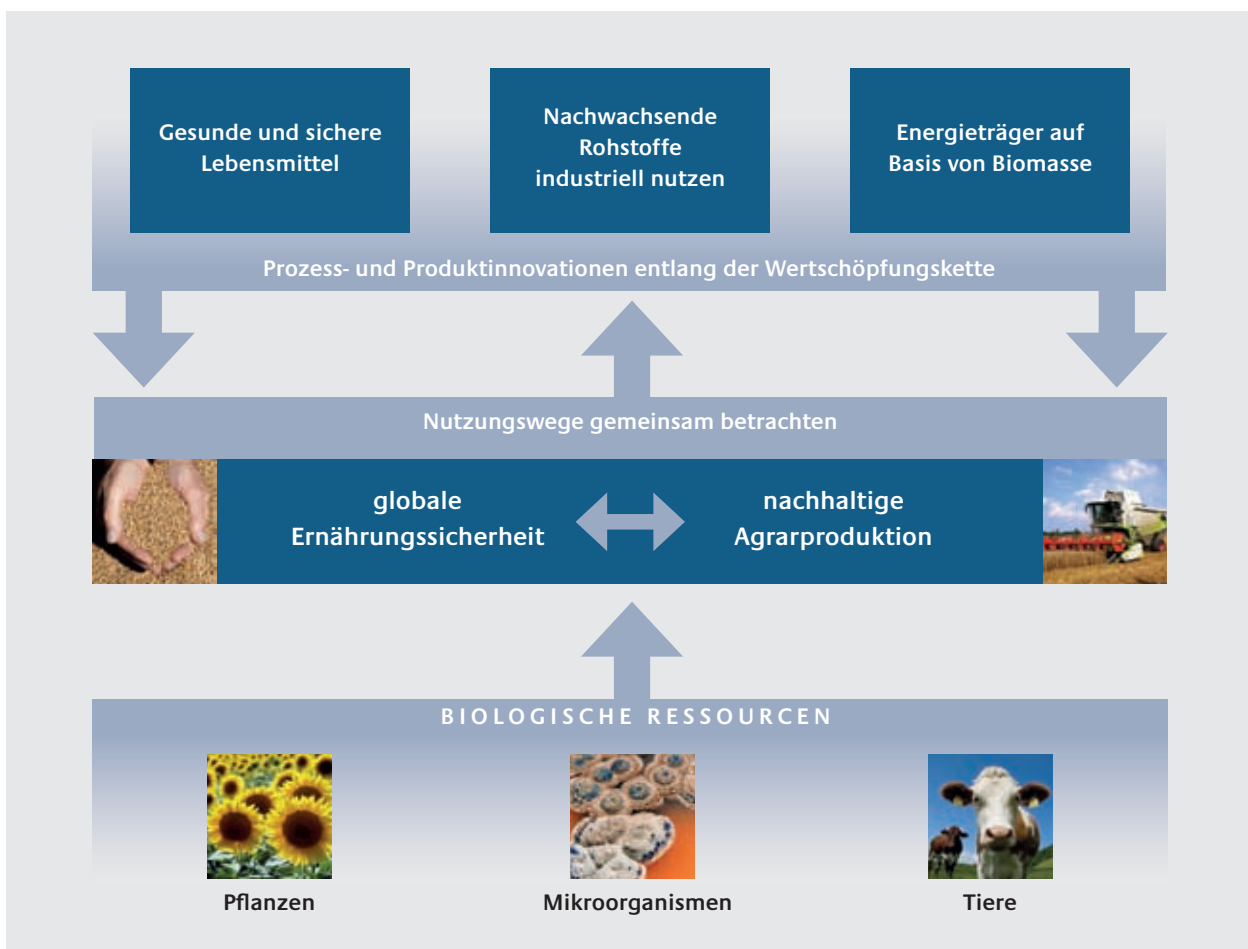 Gesunde und sichere
Lebensmittel
Nachwachsende
Rohstoffe
industriell nutzen
Energieträger auf
Basis von Biomasse
Prozess- und Produktinnovationen entlang der Wertschöpfungskette
Nutzungswege gemeinsam betrachten
globale
Ernährungssicherheit
nachhaltige
Agrarproduktion
BIOLOGISCHE RESSOURCEN
Pflanzen
Mikroorganismen
Tiere